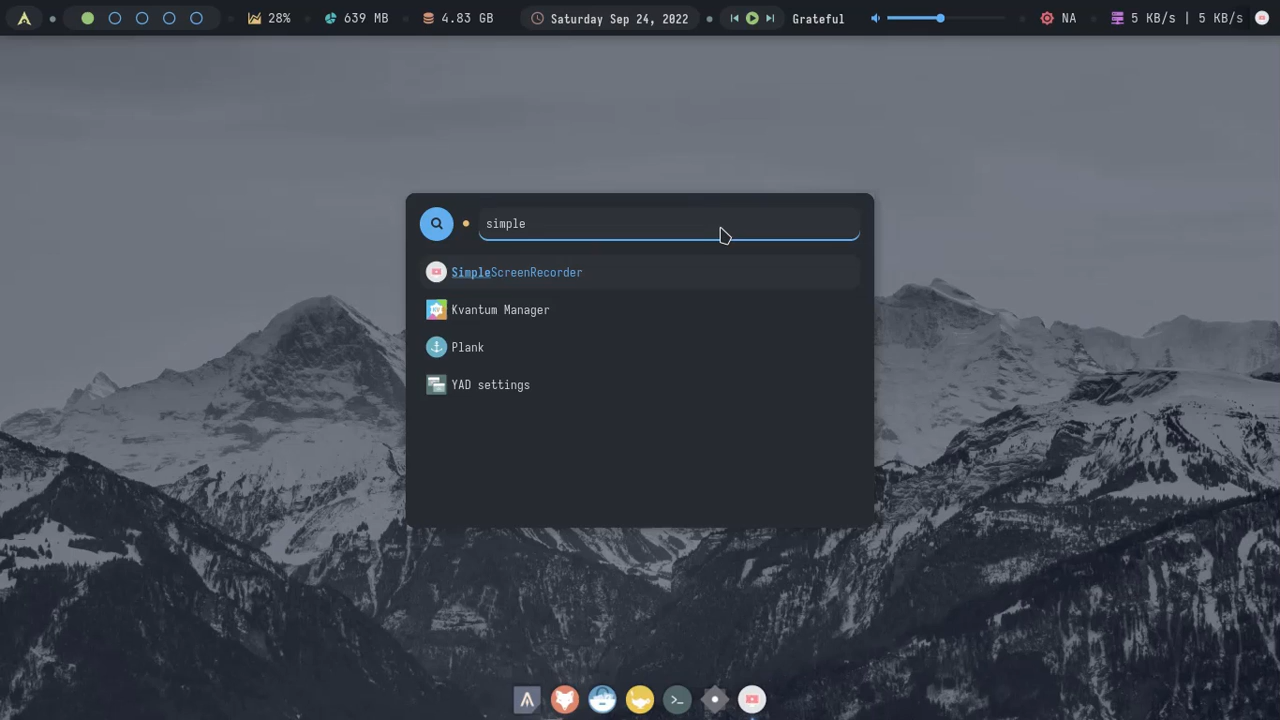 28% 639 MB 4.83 GB Saturday Sep 24, 2022 Grateful NA 5 KB/s | 5 KB/s
simple
SimpleScreenRecorder
Kvantum Manager
Plank
YAD settings